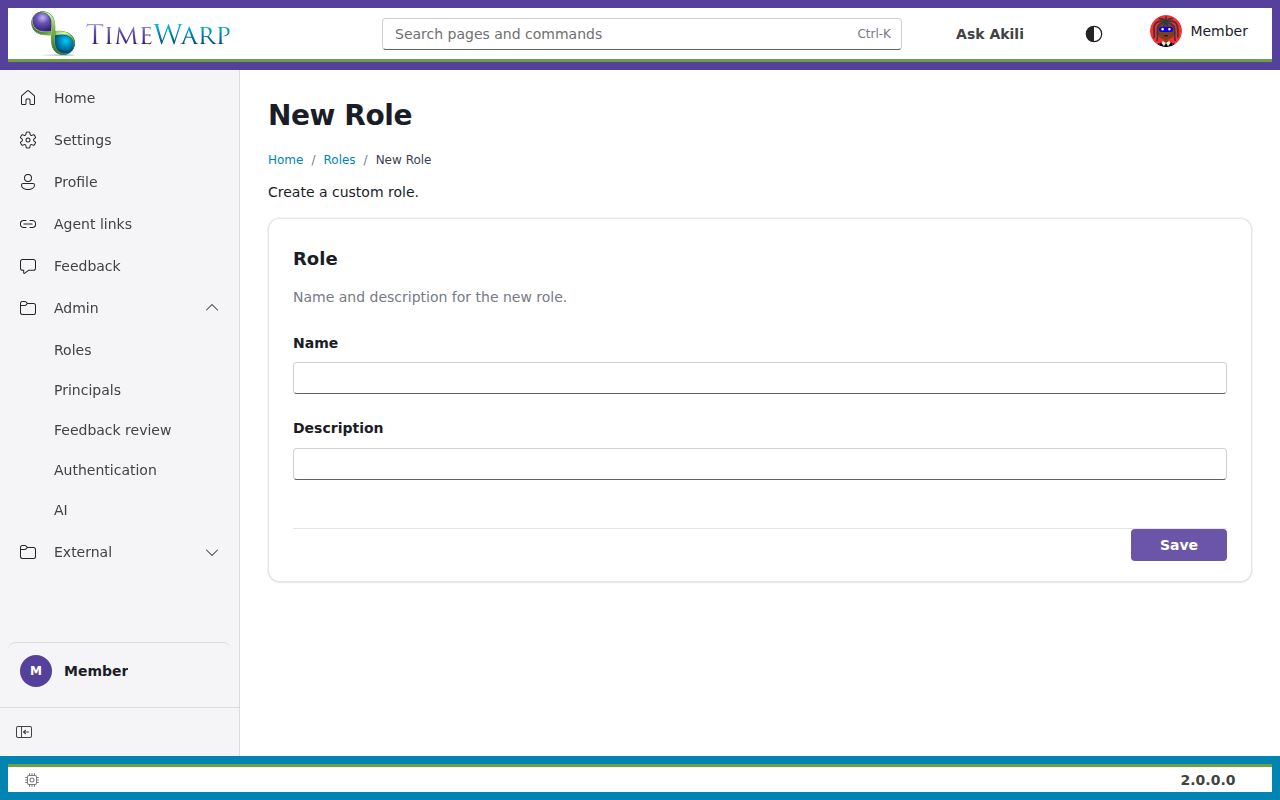 TIMEWARP
Search pages and commands Ctrl-K
Ask Akili
Member
Home
Settings
Profile
Agent links
Feedback
Admin
Roles
Principals
Feedback review
Authentication
AI
External
M Member
New Role
Home / Roles / New Role
Create a custom role.
Role
Name and description for the new role.
Name
Description
Save
2.0.0.0